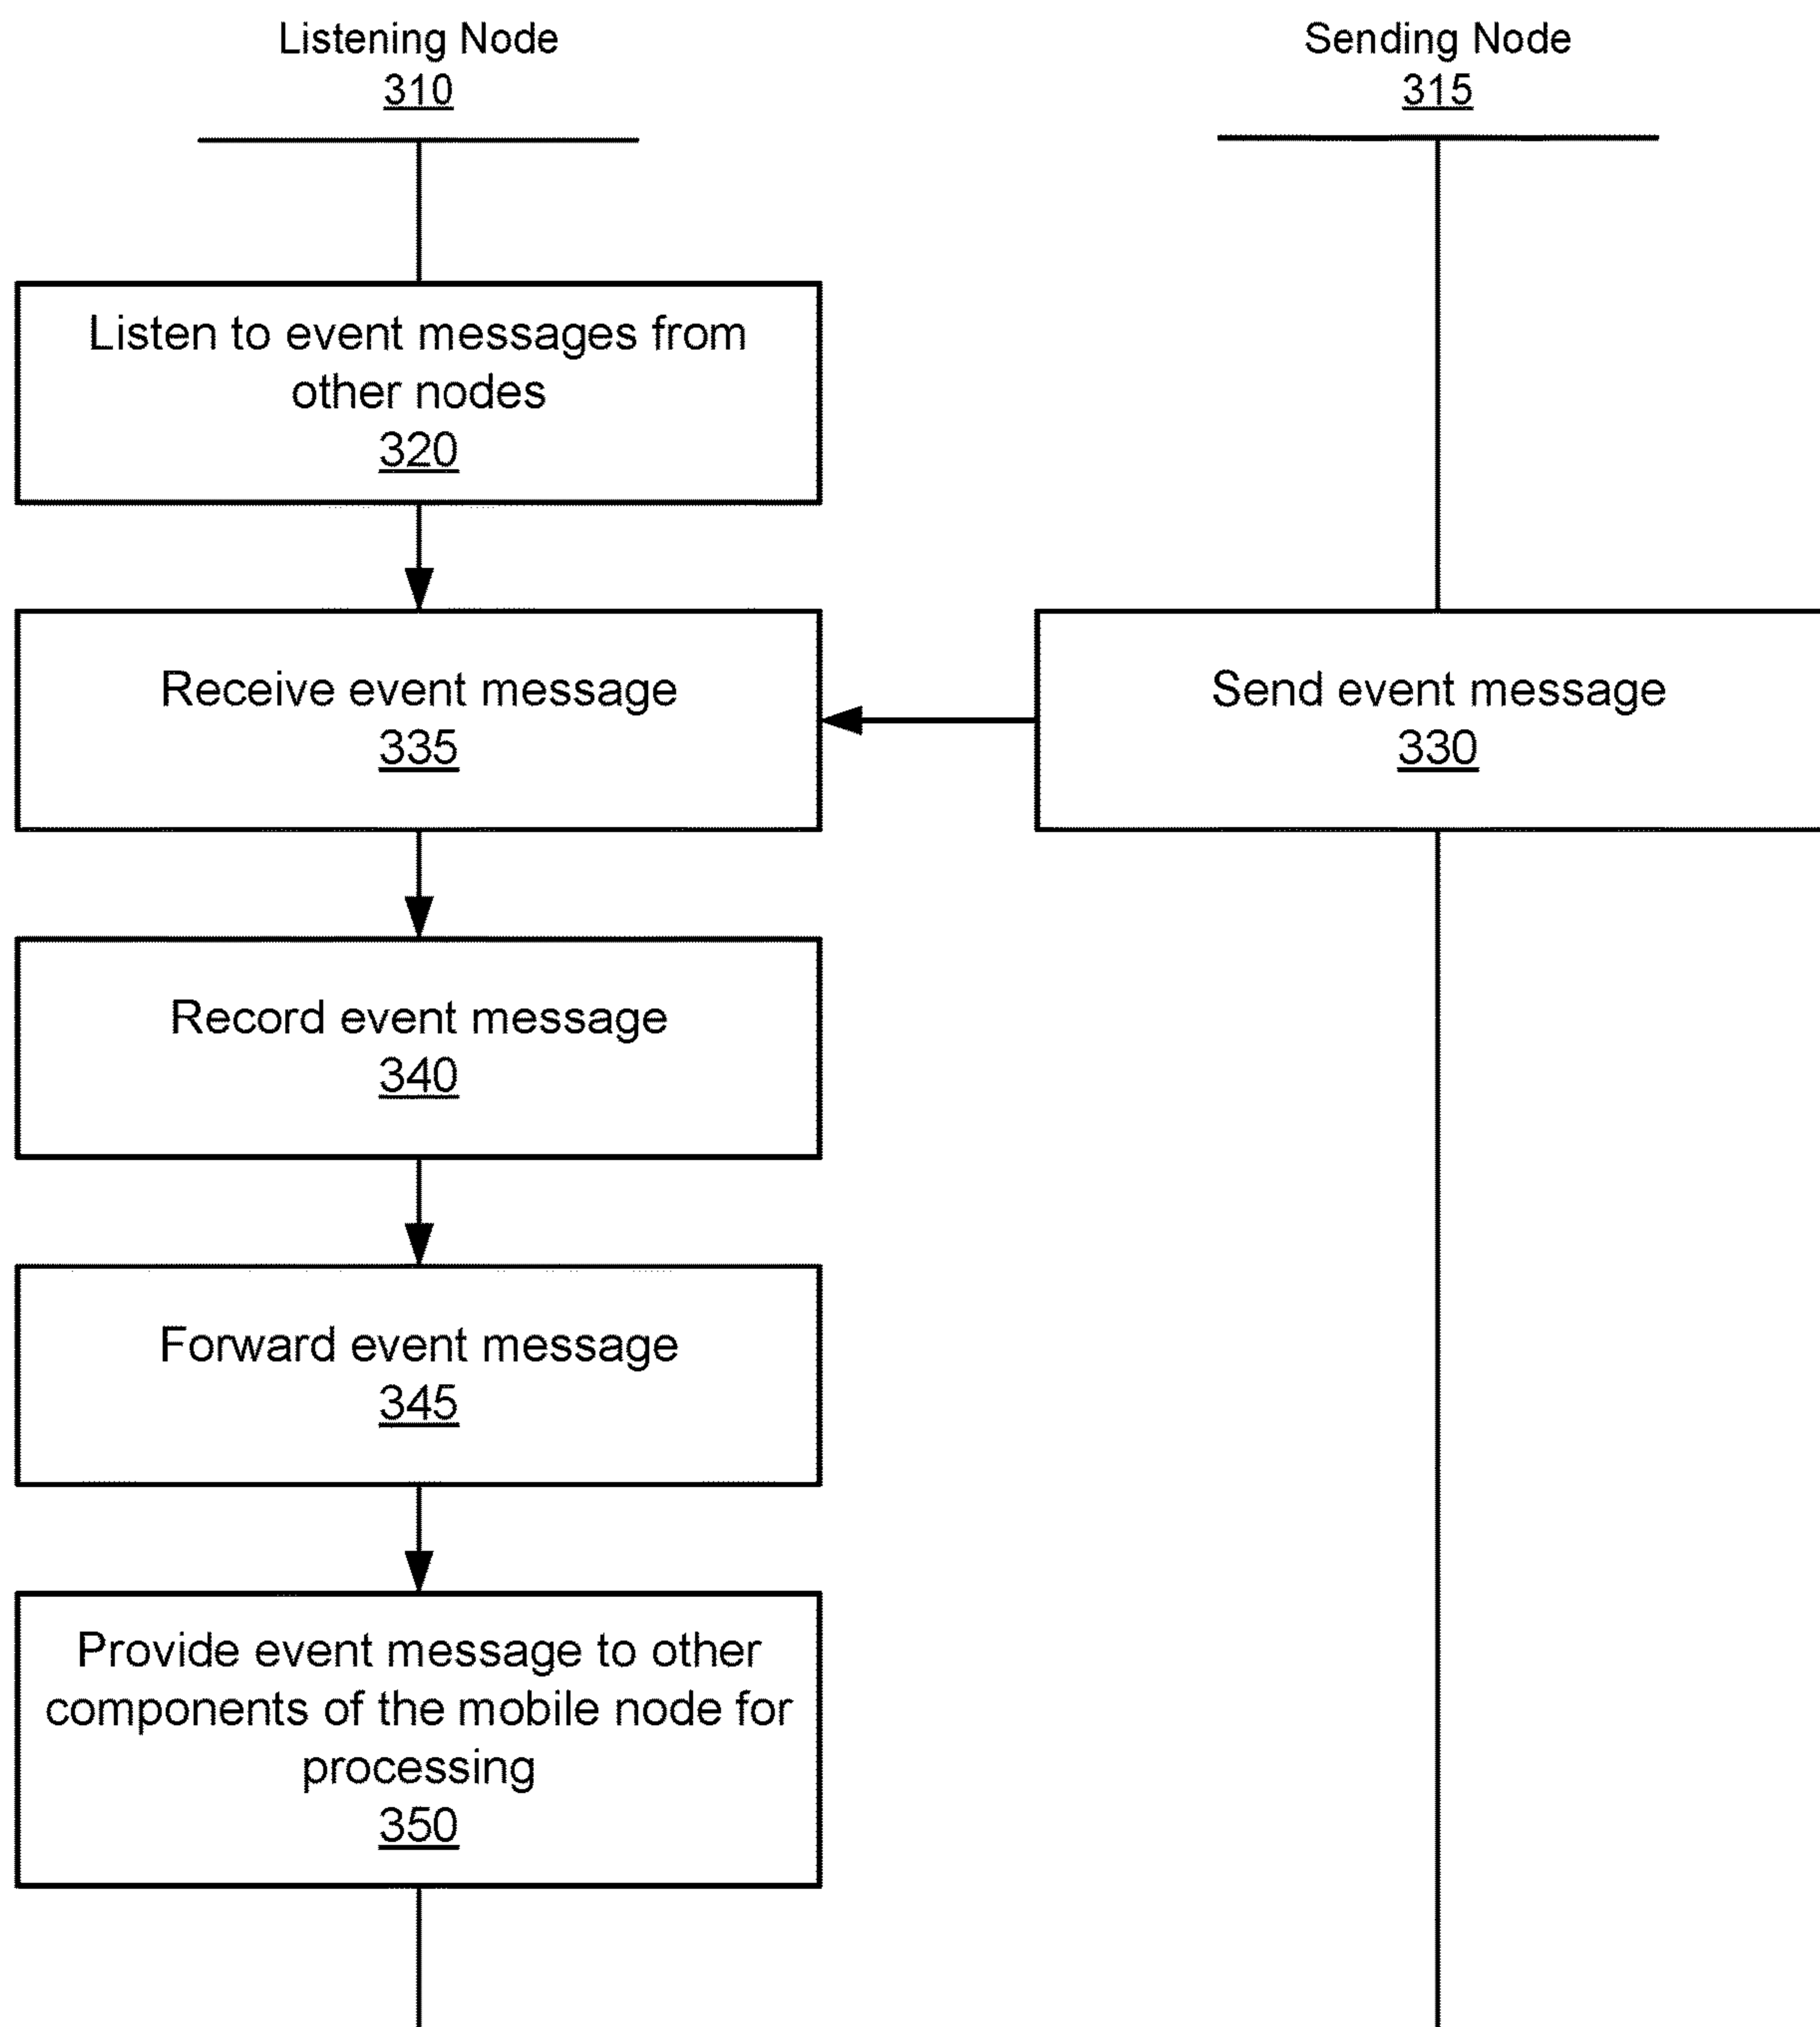 Listening Node
310
Sending Node
315
Listen to event messages from
other nodes
320
Receive event message
335
Send event message
330
Record event message
340
Forward event message
345
Provide event message to other
components of the mobile node for
processing
350